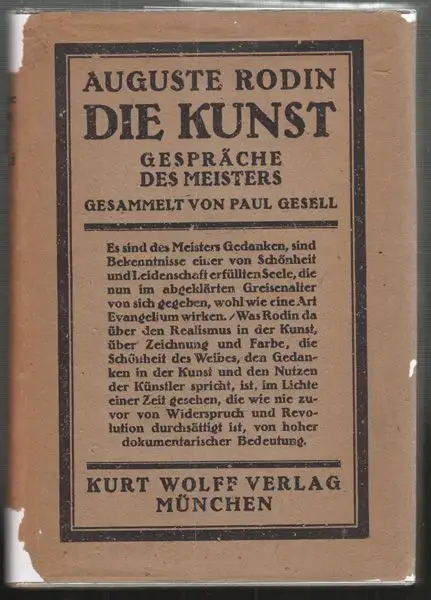 AUGUSTE RODIN
DIE KUNST
GESPRÄCHE
DES MEISTERS
GESAMMELT VON PAUL GESELL
Es sind des Meisters Gedanken, sind
Bekenntnisse einer von Schönheit
und Leidenschaft erfüllten Seele, die
nun im abgeklärten Greisenalter
von sich gegeben, wohl wie eine Art
Evangelium wirken. / Was Rodin da
über den Realismus in der Kunst,
über Zeichnung und Farbe, die
Schönheit des Weibes, den Gedan-
ken in der Kunst und den Nutzen
der Künstler spricht, ist, im Lichte
einer Zeit gesehen, die wie nie zu-
vor von Widerspruch und Revo-
lution durchsättigt ist, von hoher
dokumentarischer Bedeutung.
KURT WOLFF VERLAG
MÜNCHEN